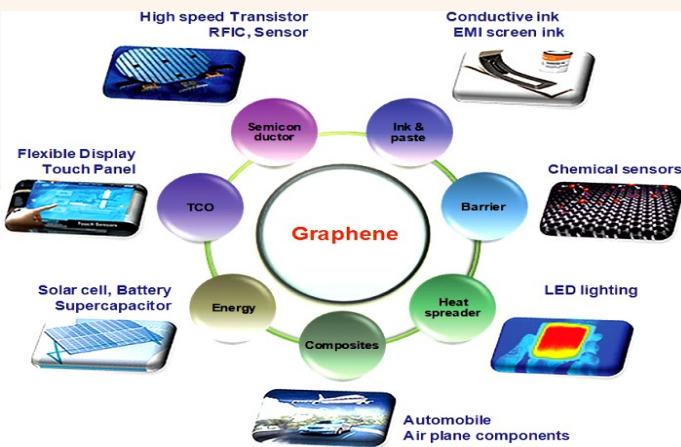 High speed Transistor
RFIC, Sensor
Conductive ink
EMI screen ink
Semicon
ductor
Ink &
paste
Flexible Display
Touch Panel
TCO
Graphene
Barrier
Chemical sensors
Touch Sensors
Solar cell, Battery
Supercapacitor
Energy
Composites
Heat
spreader
LED lighting
Automobile
Air plane components